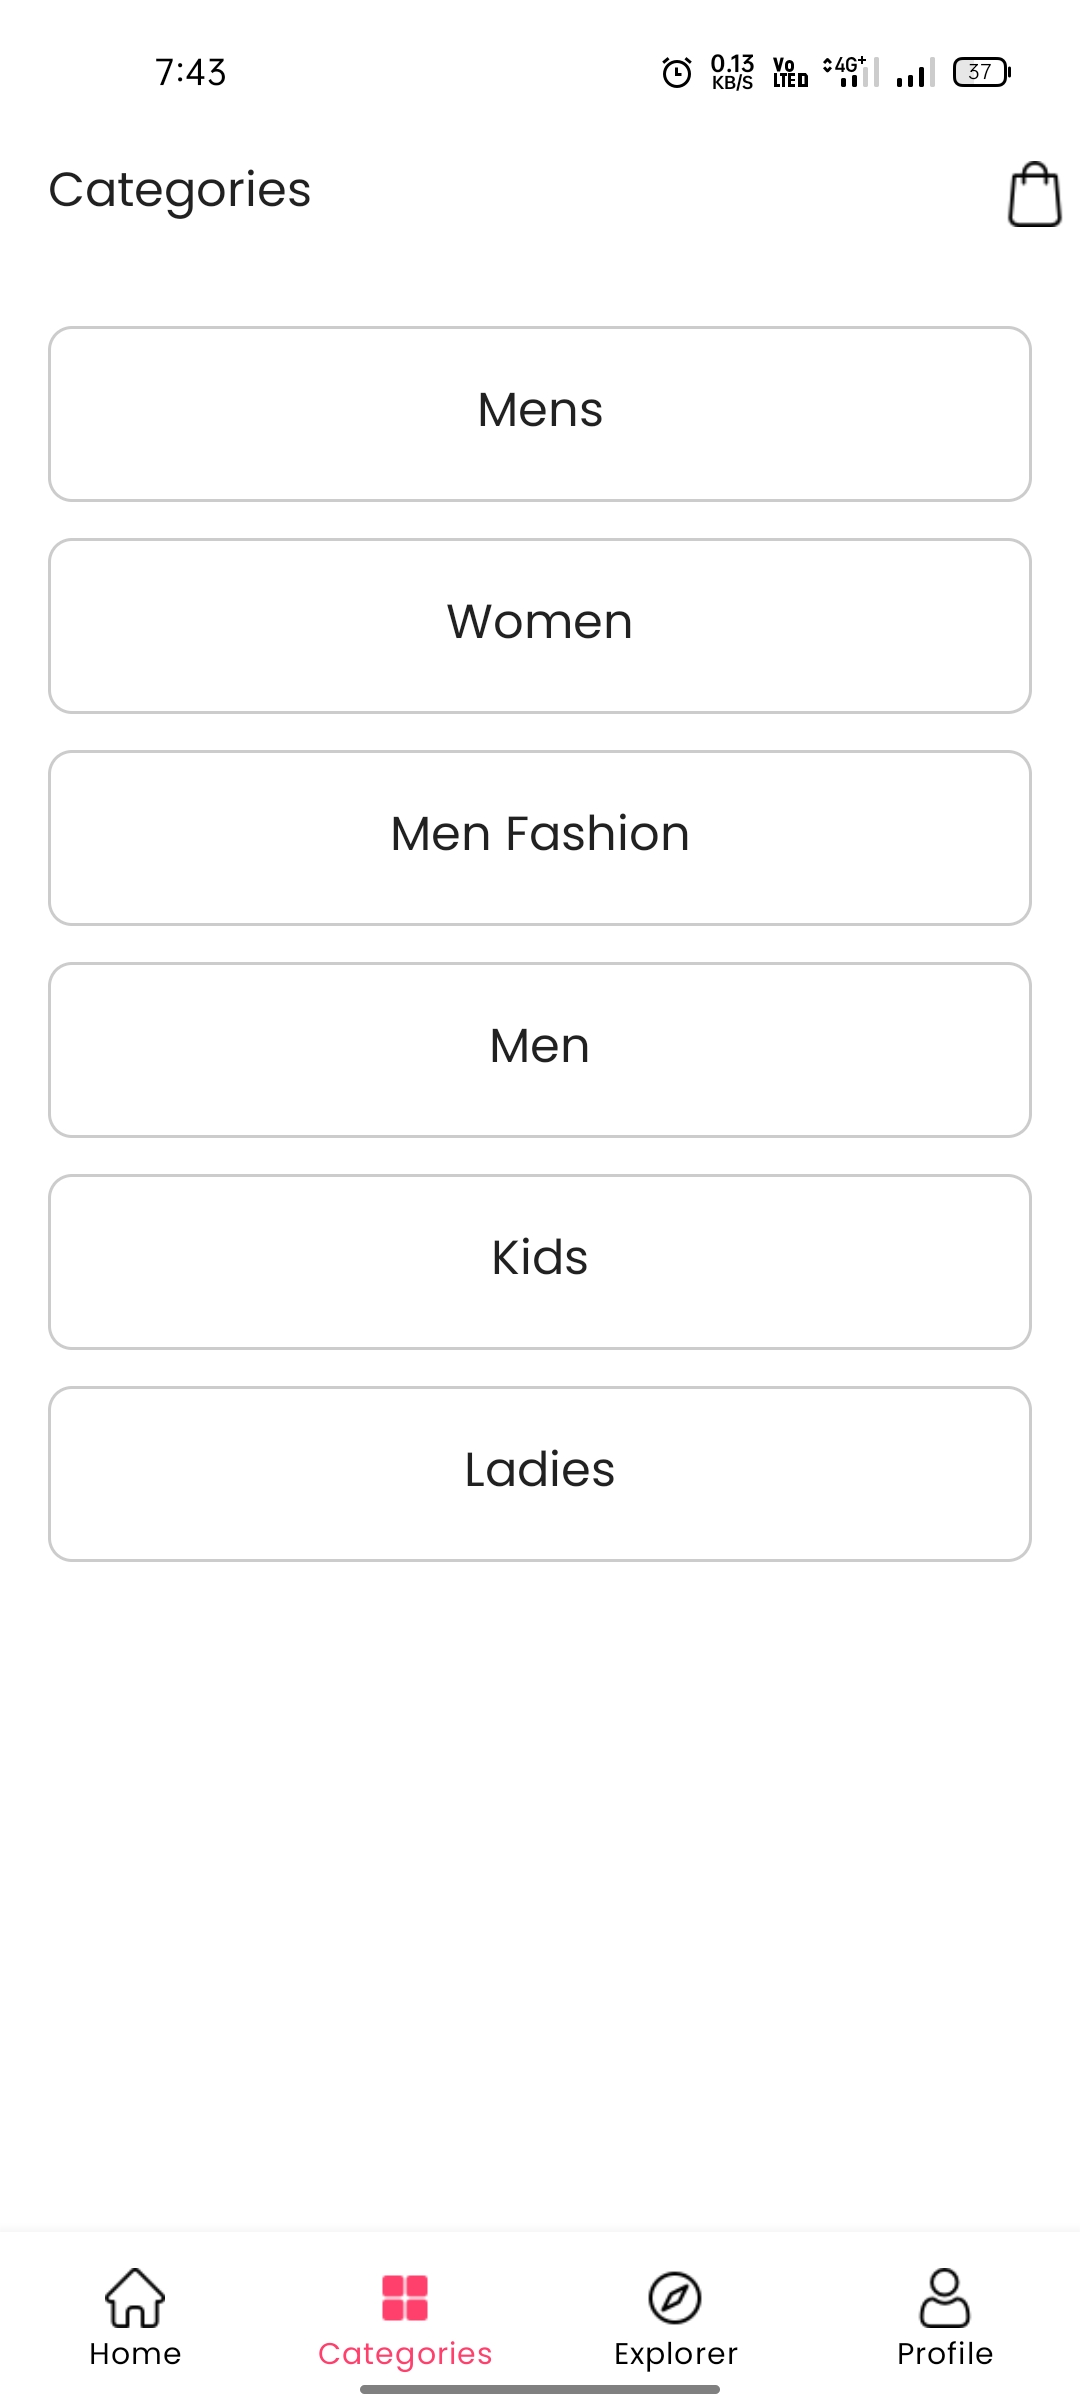 7:43
0.13
KB/S
Vo
LTE
4G+
37
Categories
Mens
Women
Men Fashion
Men
Kids
Ladies
Home
Categories
Explorer
Profile